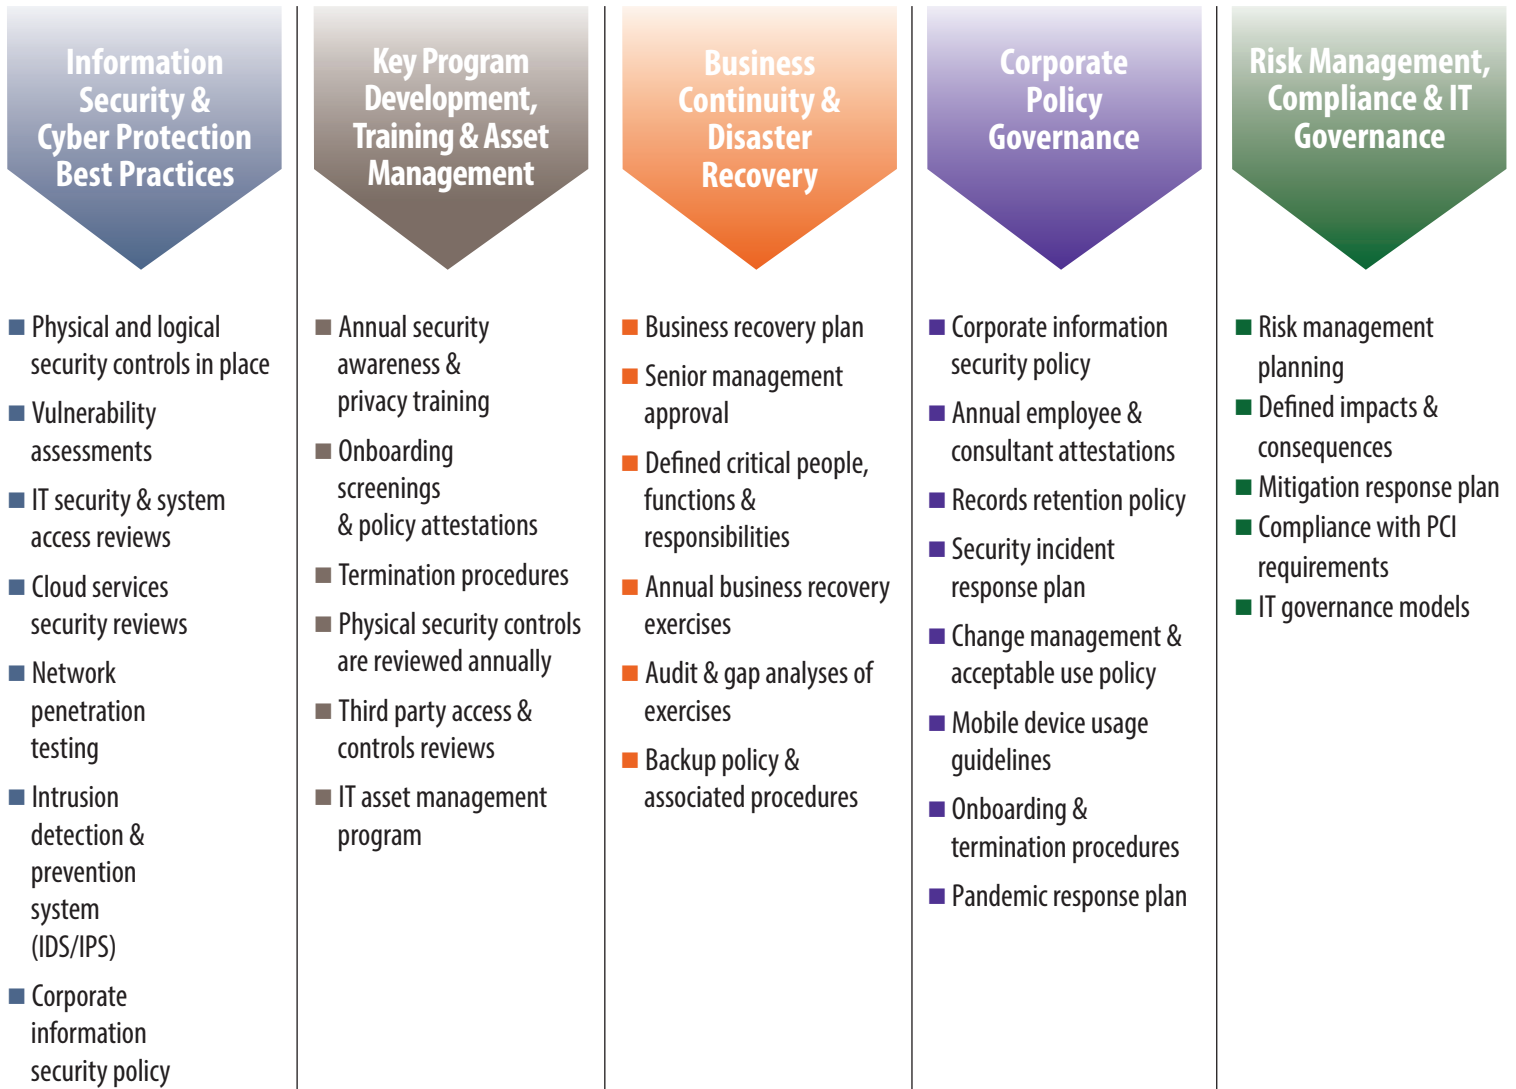 Information
Security &
Cyber Protection
Best Practices
Physical and logical
security controls in place
Vulnerability
assessments
IT security & system
access reviews
Cloud services
security reviews
Network
penetration
testing
Intrusion
detection &
prevention
system
(IDS/IPS)
Corporate
information
security policy
Key Program
Development,
Training & Asset
Management
Annual security
awareness &
privacy training
Onboarding
screenings
& policy attestations
Termination procedures
Physical security controls
are reviewed annually
Third party access &
controls reviews
IT asset management
program
Business
Continuity &
Disaster
Recovery
Business recovery plan
Senior management
approval
Defined critical people,
functions &
responsibilities
Annual business recovery
exercises
Audit & gap analyses of
exercises
Backup policy &
associated procedures
Corporate
Policy
Governance
Corporate information
security policy
Annual employee &
consultant attestations
Records retention policy
Security incident
response plan
Change management &
acceptable use policy
Mobile device usage
guidelines
Onboarding &
termination procedures
Pandemic response plan
Risk Management,
Compliance & IT
Governance
Risk management
planning
Defined impacts &
consequences
Mitigation response plan
Compliance with PCI
requirements
IT governance models